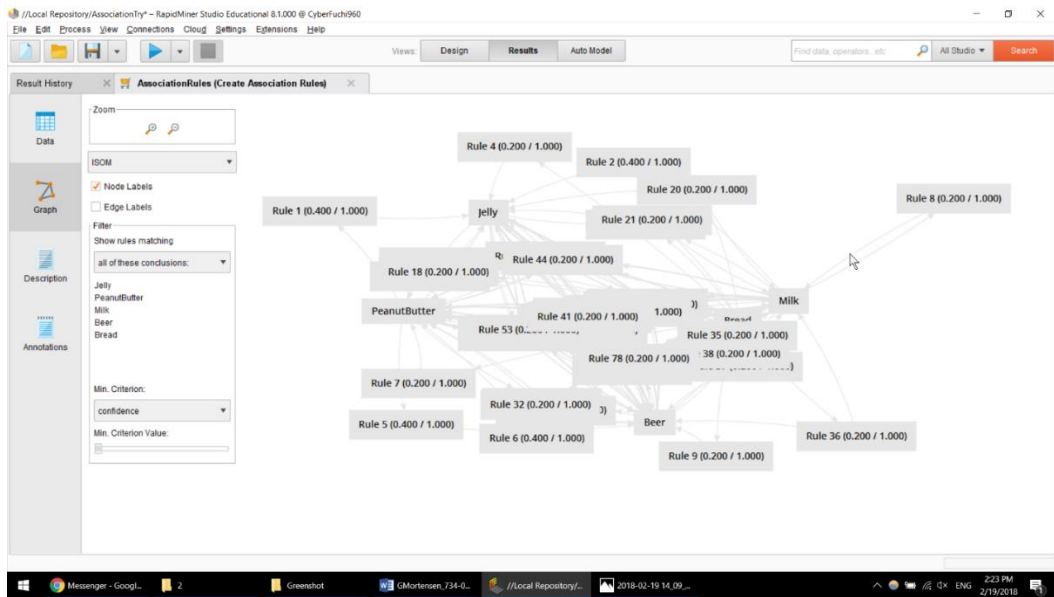 //Local Repository/AssociationTry* – RapidMiner Studio Educational 8.1.000 @ CyberFuchi960
File Edit Process View Connections Cloud Settings Extensions Help
Views: Design Results Auto Model Find data, operators...etc All Studio Search
Result History AssociationRules (Create Association Rules)
Data
Graph
Description
Annotations
Zoom
ISOM
Node Labels
Edge Labels
Filter
Show rules matching
all of these conclusions:
Jelly
PeanutButter
Milk
Beer
Bread
Min. Criterion:
confidence
Min. Criterion Value:
Rule 4 (0.200 / 1.000)
Rule 2 (0.400 / 1.000)
Rule 20 (0.200 / 1.000)
Rule 8 (0.200 / 1.000)
Rule 1 (0.400 / 1.000)
Jelly
Rule 21 (0.200 / 1.000)
Rule 44 (0.200 / 1.000)
Rule 18 (0.200 / 1.000)
Milk
PeanutButter
Rule 41 (0.200 / 1.000) 1.000)
Bread
Rule 53
Rule 35 (0.200 / 1.000)
38 (0.200 / 1.000)
Rule 78 (0.200 / 1.000)
Rule 7 (0.200 / 1.000)
Rule 32 (0.200 / 1.000)
Rule 5 (0.400 / 1.000)
Beer
Rule 6 (0.400 / 1.000)
Rule 36 (0.200 / 1.000)
Rule 9 (0.200 / 1.000)
Messenger - Googl... 2 Greenshot GMortensen_734-0... //Local Repository/... 2018-02-19 14_09_... ENG 2:23 PM
2/19/2018